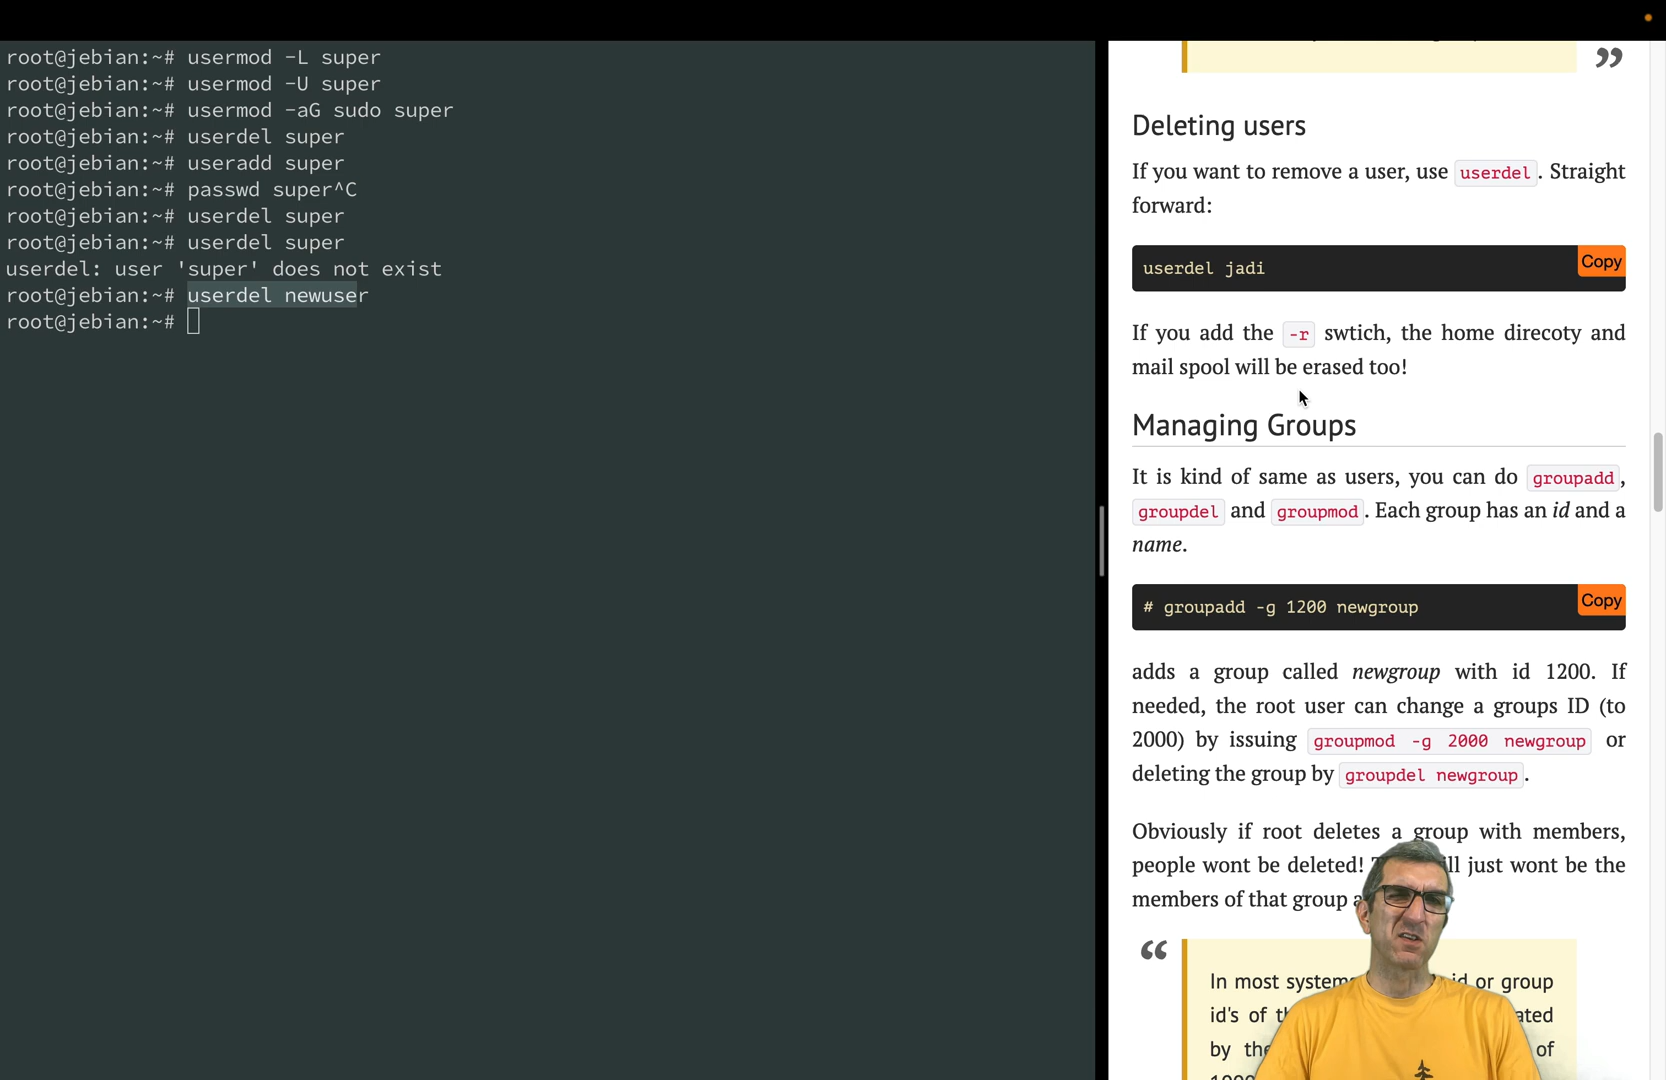 root@jebian:~# usermod -L super
root@jebian:~# usermod -U super
root@jebian:~# usermod -aG sudo super
root@jebian:~# userdel super
root@jebian:~# useradd super
root@jebian:~# passwd super^C
root@jebian:~# userdel super
root@jebian:~# userdel super
userdel: user 'super' does not exist
root@jebian:~# userdel newuser
root@jebian:~#
”
Deleting users
If you want to remove a user, use userdel. Straight
forward:
userdel jadi
Copy
If you add the -r swtich, the home direcoty and
mail spool will be erased too!
Managing Groups
It is kind of same as users, you can do groupadd,
groupdel and groupmod. Each group has an id and a
name.
# groupadd -g 1200 newgroup
Copy
adds a group called newgroup with id 1200. If
needed, the root user can change a groups ID (to
2000) by issuing groupmod -g 2000 newgroup or
deleting the group by groupdel newgroup.
Obviously if root deletes a group with members,
people wont be deleted! just wont be the
members of that group
“
In most or group
id's of
by of